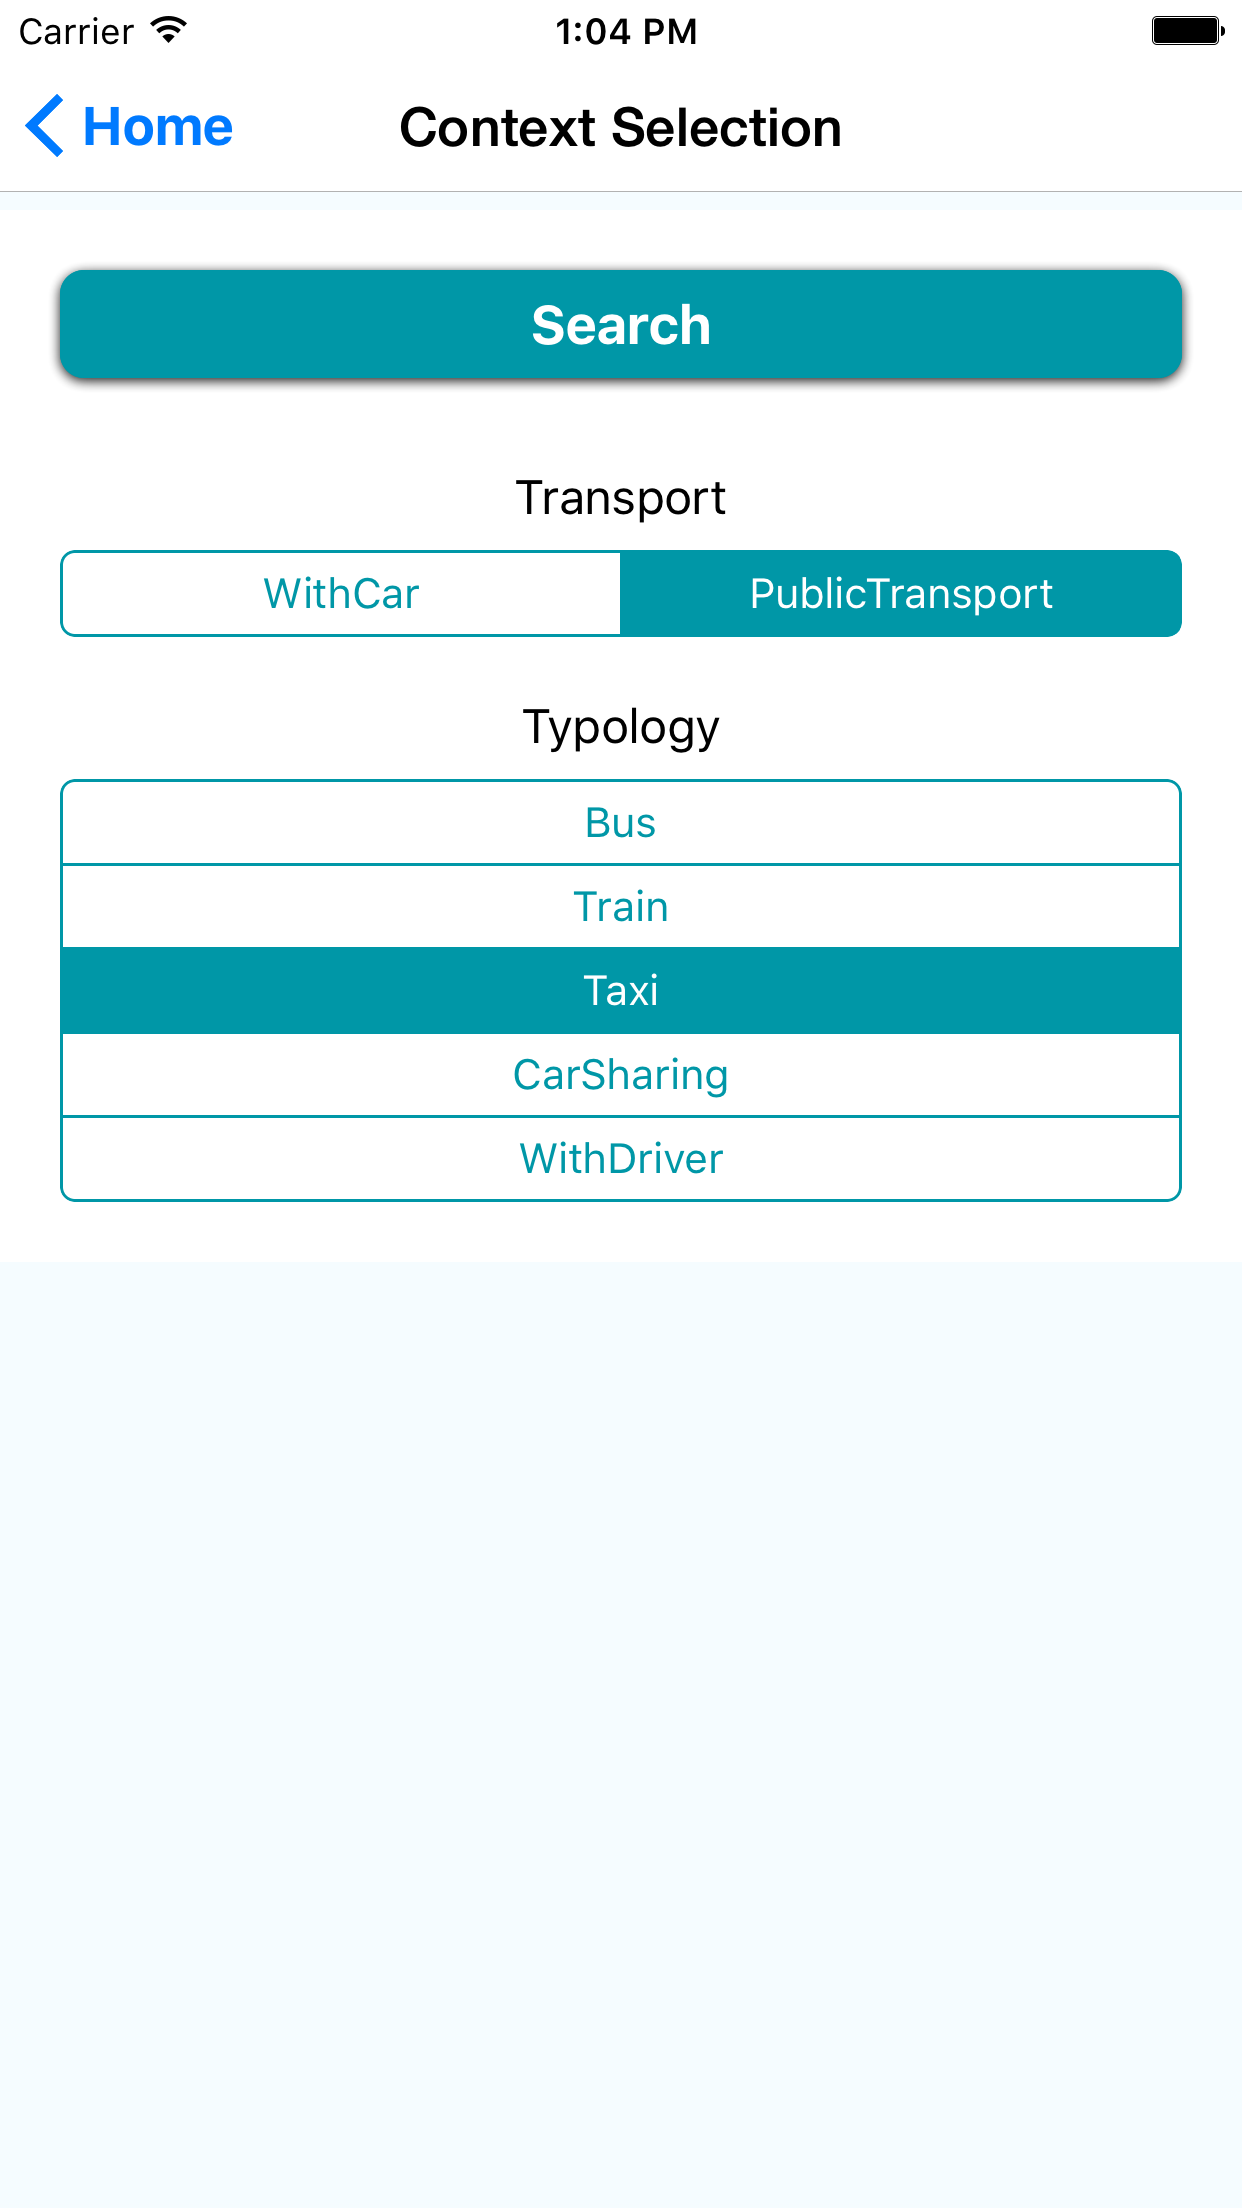 Carrier
1:04 PM
Home
Context Selection
Search
Transport
WithCar
PublicTransport
Typology
Bus
Train
Taxi
CarSharing
WithDriver